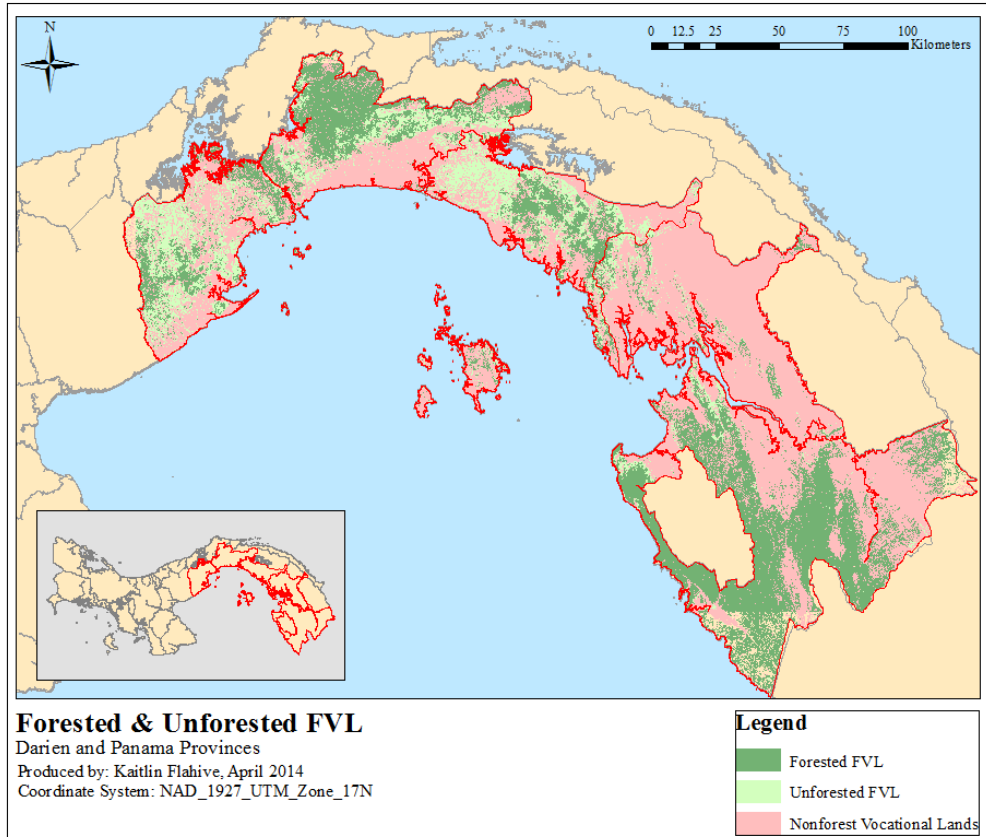 N
0 12.5 25 50 75 100
Kilometers
Forested & Unforested FVL
Darien and Panama Provinces
Produced by: Kaitlin Flahive, April 2014
Coordinate System: NAD_1927_UTM_Zone_17N
Legend
Forested FVL
Unforested FVL
Nonforest Vocational Lands